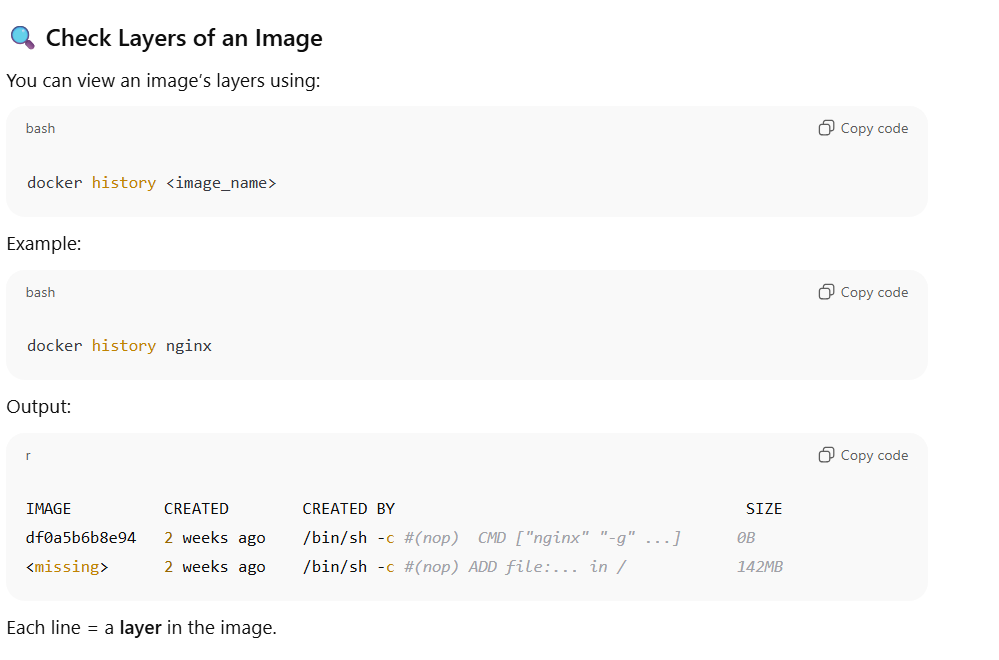 🔍 Check Layers of an Image
You can view an image's layers using:
bash
Copy code
docker history <image_name>
Example:
bash
Copy code
docker history nginx
Output:
r
Copy code
IMAGE          CREATED        CREATED BY                                      SIZE
df0a5b6b8e94   2 weeks ago    /bin/sh -c #(nop)  CMD ["nginx" "-g" ...]      0B
<missing>      2 weeks ago    /bin/sh -c #(nop) ADD file:... in /            142MB
Each line = a layer in the image.